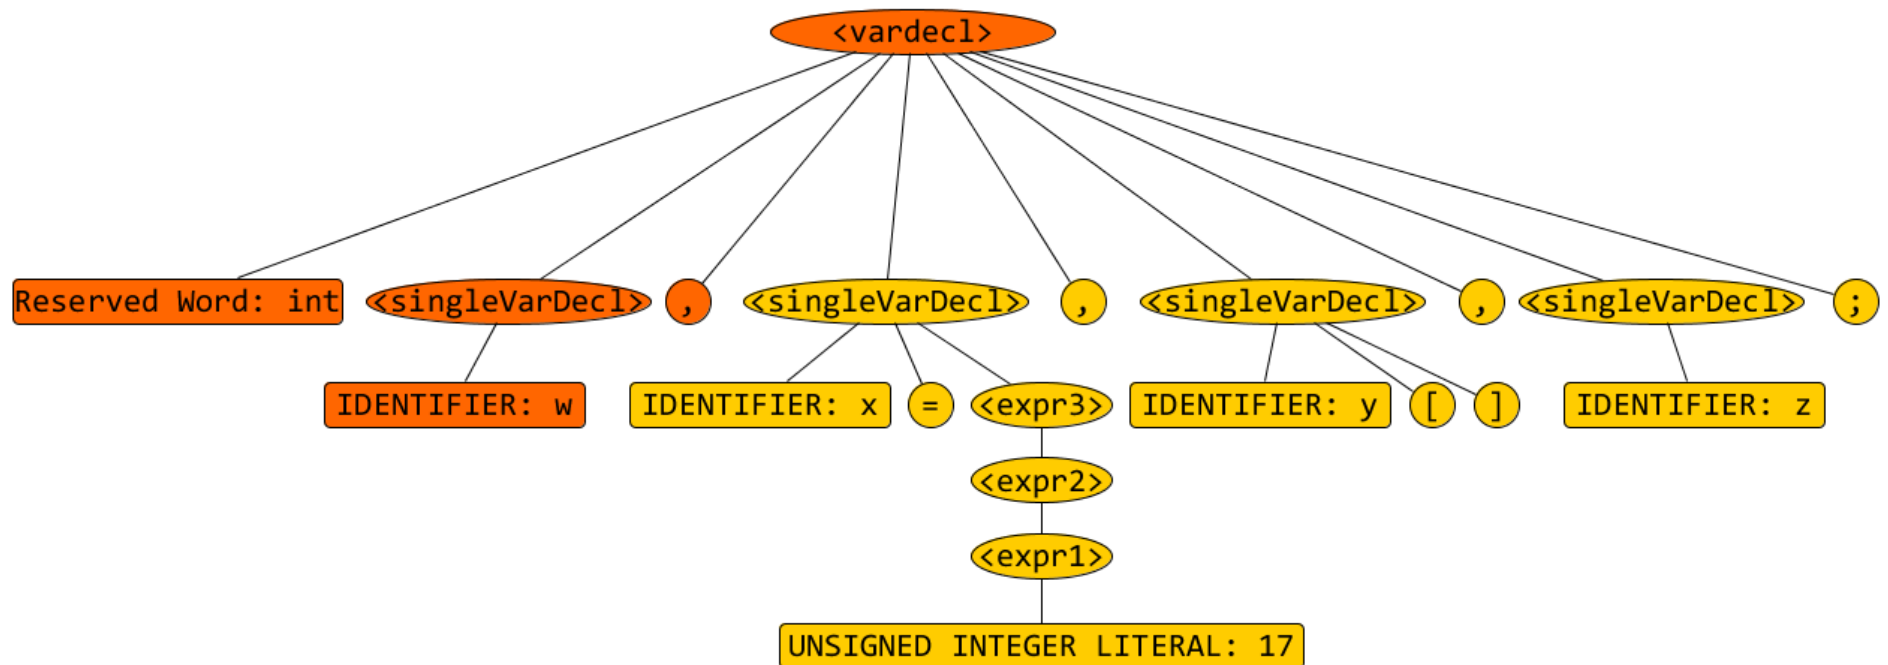 <vardecl>
Reserved Word: int <singleVarDecl> , <singleVarDecl> , <singleVarDecl> , <singleVarDecl> ;
IDENTIFIER: w IDENTIFIER: x = <expr3> IDENTIFIER: y [ ] IDENTIFIER: z
<expr2>
<expr1>
UNSIGNED INTEGER LITERAL: 17